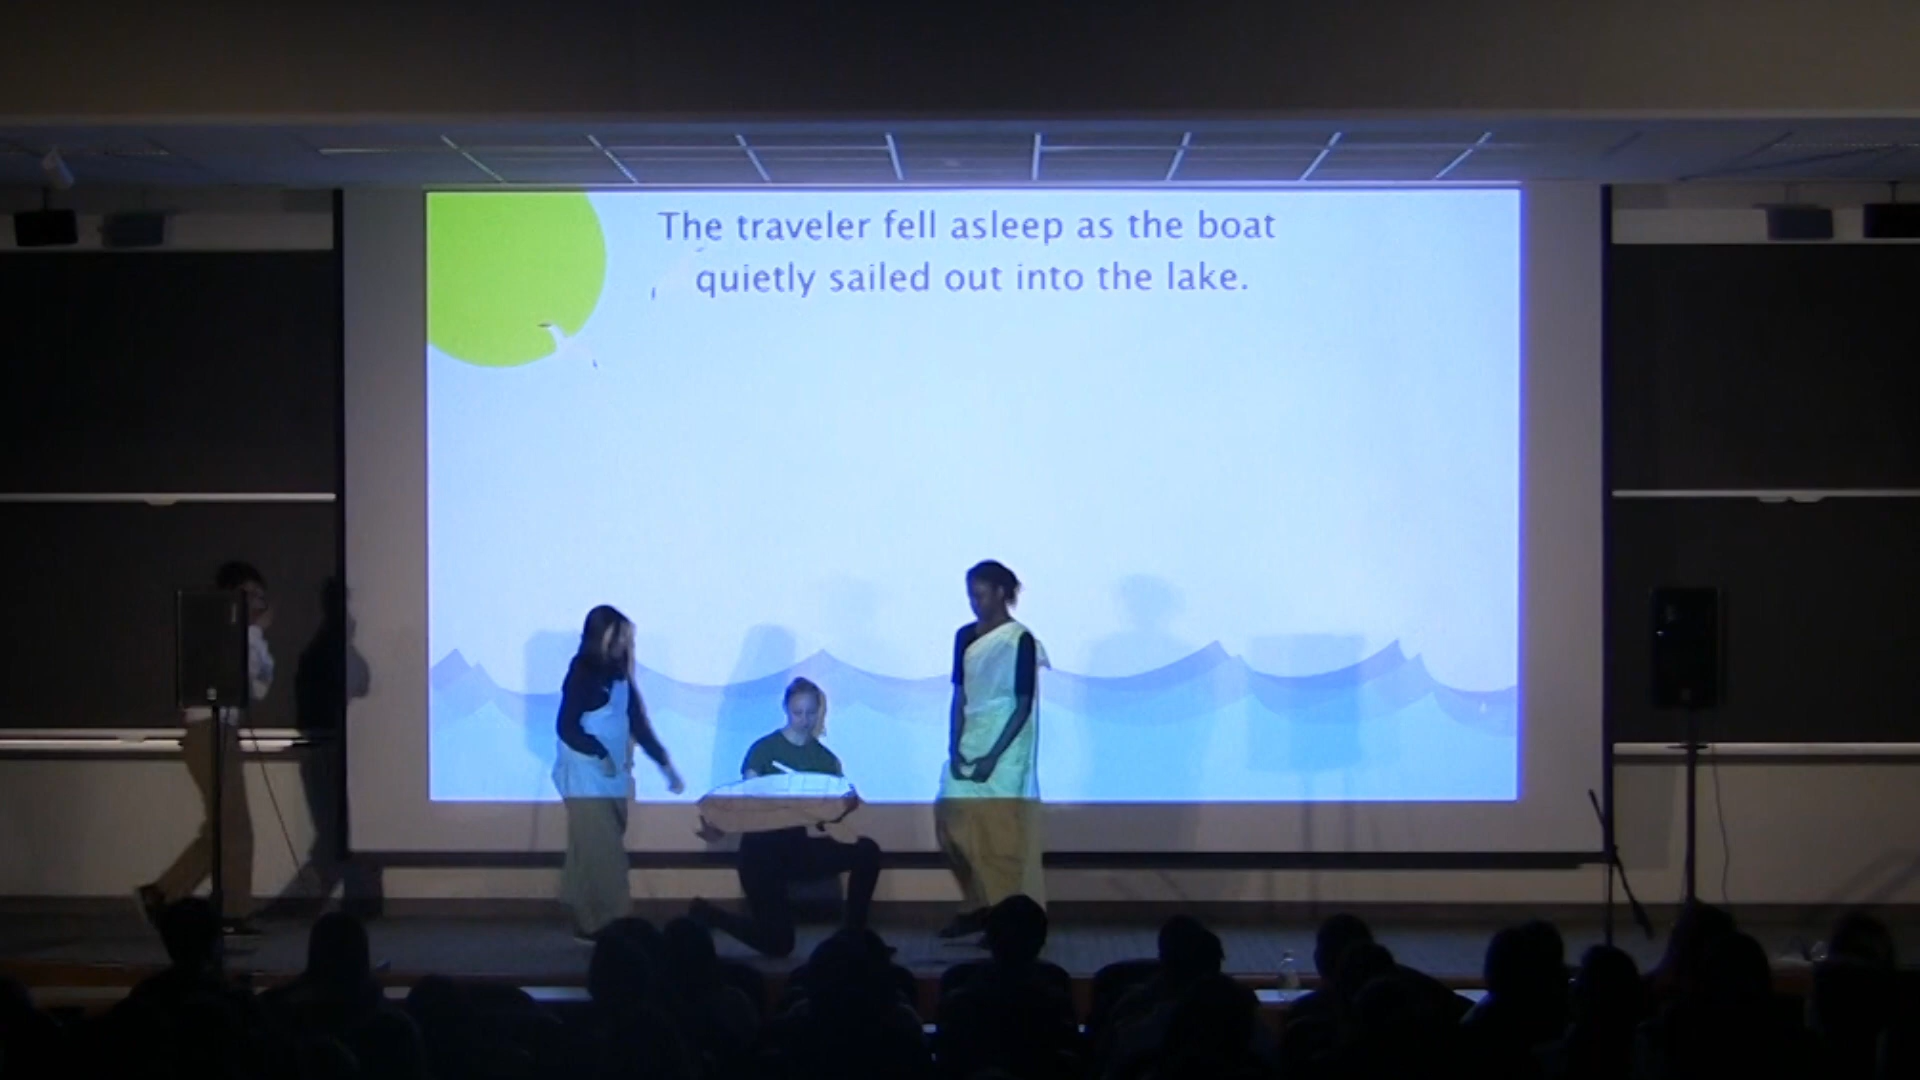 The traveler fell asleep as the boat
quietly sailed out into the lake.